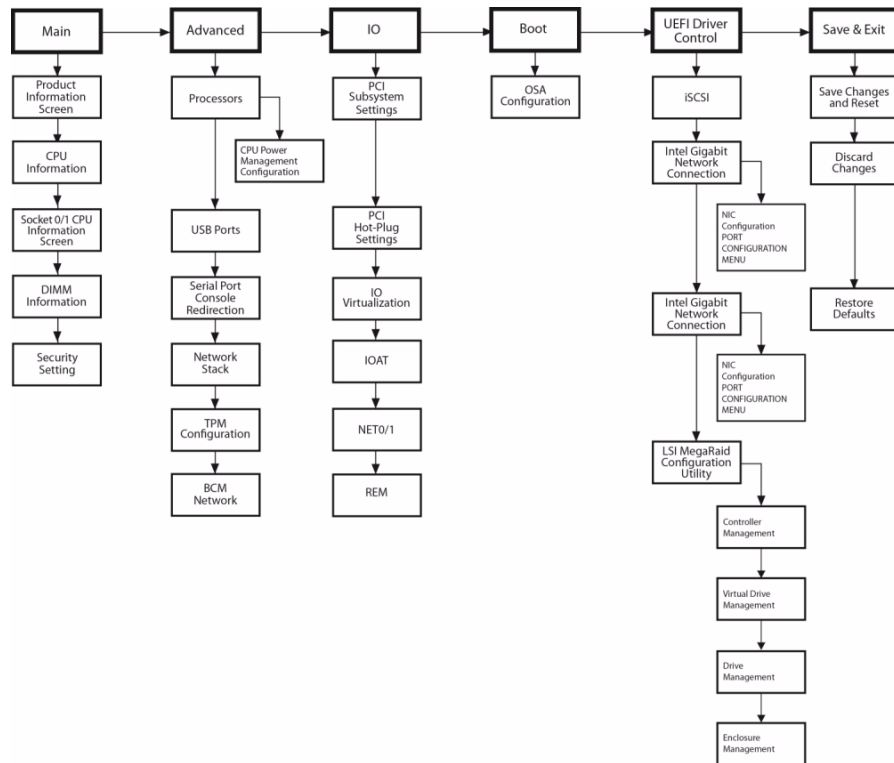 Main
Advanced
IO
Boot
UEFI Driver
Control
Save & Exit
Product
Information
Screen
CPU
Information
Socket 0/1 CPU
Information
Screen
DIMM
Information
Security
Setting
Processors
CPU Power
Management
Configuration
USB Ports
Serial Port
Console
Redirection
Network
Stack
TPM
Configuration
BCM
Network
PCI
Subsystem
Settings
PCI
Hot-Plug
Settings
IO
Virtualization
IOAT
NET0/1
REM
OSA
Configuration
iSCSI
Intel Gigabit
Network
Connection
NIC
Configuration
PORT
CONFIGURATION
MENU
Intel Gigabit
Network
Connection
NIC
Configuration
PORT
CONFIGURATION
MENU
LSI MegaRaid
Configuration
Utility
Controller
Management
Virtual Drive
Management
Drive
Management
Enclosure
Management
Save Changes
and Reset
Discard
Changes
Restore
Defaults